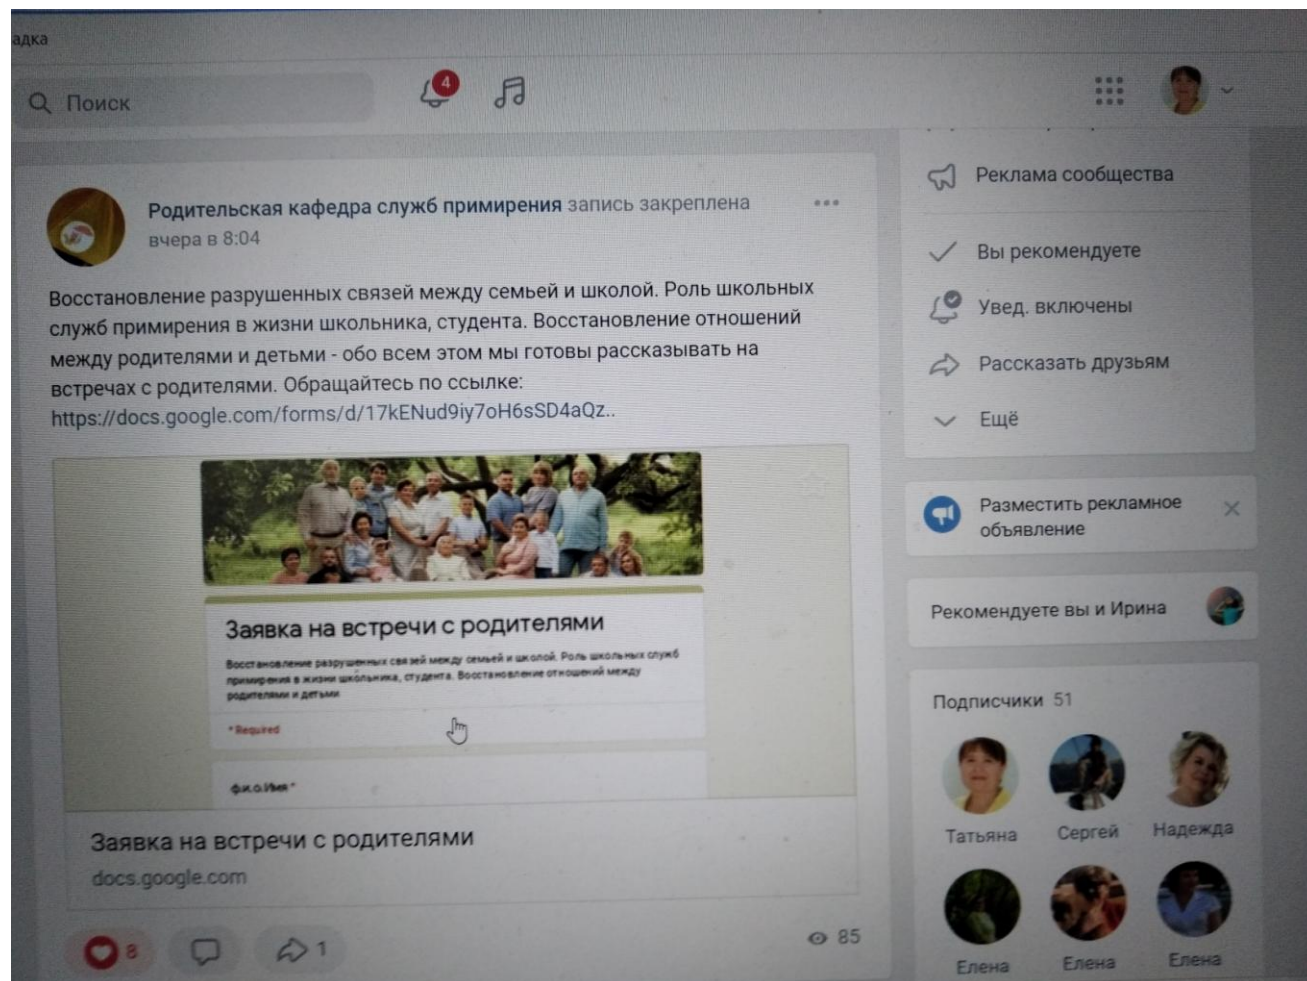 адка
Поиск
4
Родительская кафедра служб примирения запись закреплена
вчера в 8:04
Восстановление разрушенных связей между семьей и школой. Роль школьных
служб примирения в жизни школьника, студента. Восстановление отношений
между родителями и детьми - обо всем этом мы готовы рассказывать на
встречах с родителями. Обращайтесь по ссылке:
https://docs.google.com/forms/d/17kENud9iy7oH6sSD4aQz..
Заявка на встречи с родителями
Восстановление разрушенных связей между семьей и школой. Роль школьных служб
примирения в жизни школьника, студента. Восстановление отношений между
родителями и детьми
* Required
ф.и.о.Имя *
Заявка на встречи с родителями
docs.google.com
8
1
85
Реклама сообщества
Вы рекомендуете
Увед. включены
Рассказать друзьям
Ещё
Разместить рекламное
объявление
Рекомендуете вы и Ирина
Подписчики 51
Татьяна Сергей Надежда
Елена Елена Елена